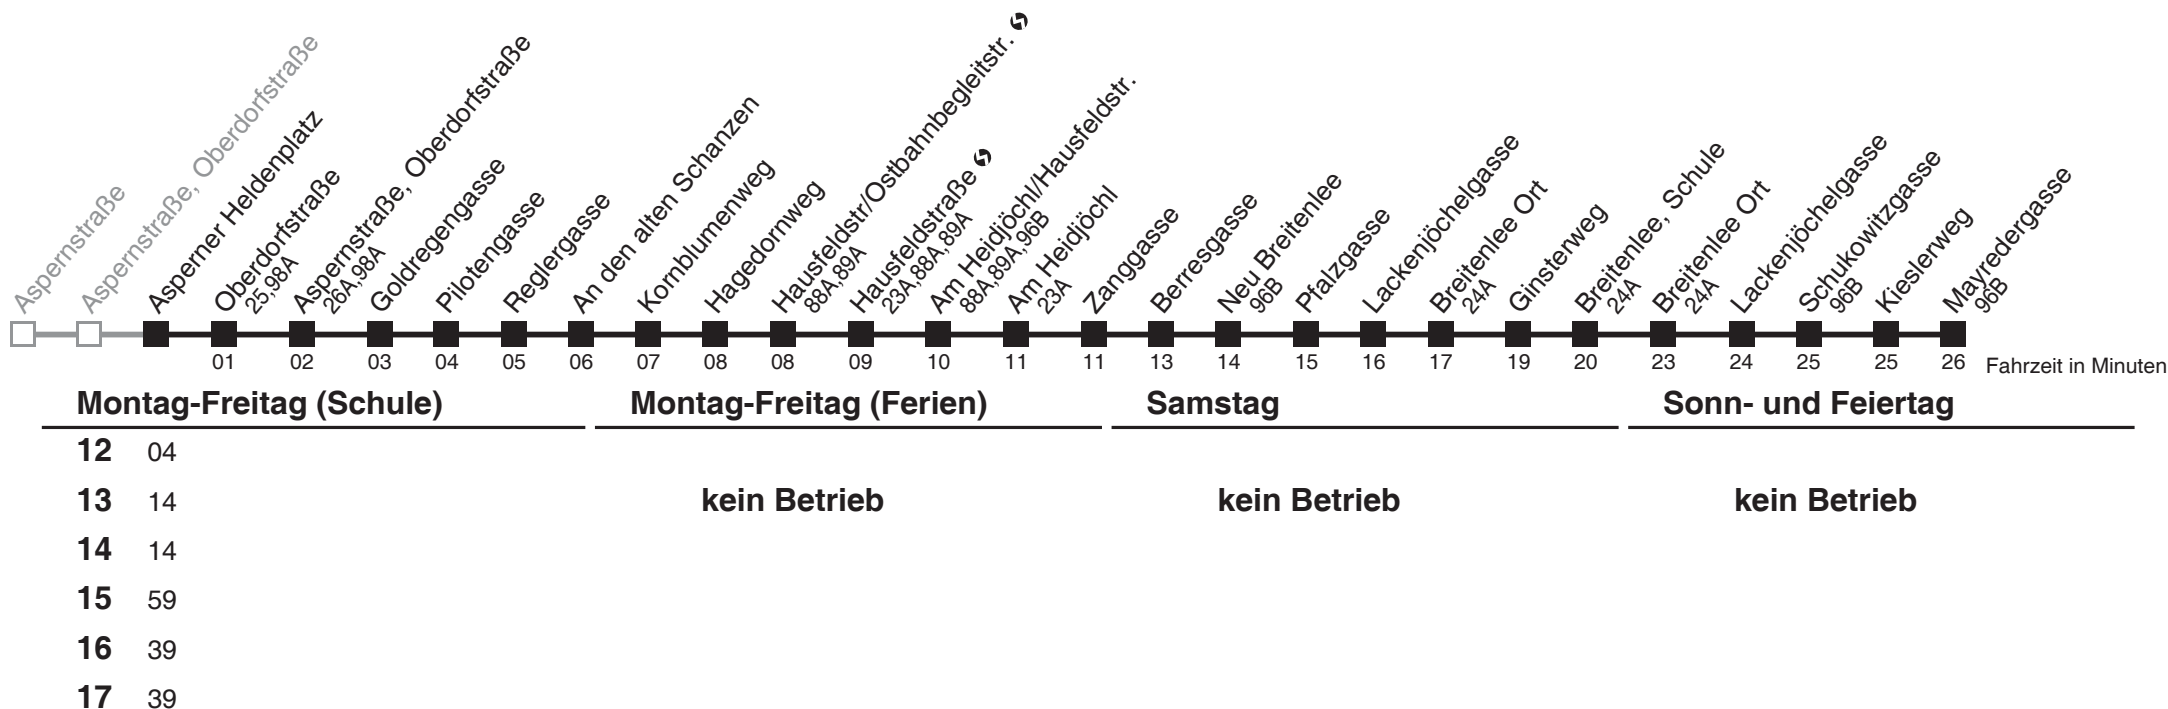 Aspernstraße
Aspernstraße, Oberdorfstraße
Asperner Heldenplatz
Oberdorfstraße
25,98A
Aspernstraße, Oberdorfstraße
26A,98A
Goldregengasse
Pilotengasse
Reglergasse
An den alten Schanzen
Kornblumenweg
Hagedornweg
Hausfeldstr/Ostbahnbegleitstr.
88A,89A
Hausfeldstraße
23A,88A,89A
Am Heidjöchl/Hausfeldstr.
88A,89A,96B
Am Heidjöchl
23A
Zanggasse
Berresgasse
Neu Breitenlee
96B
Pfalzgasse
Lackenjöchelgasse
Breitenlee Ort
24A
Ginsterweg
Breitenlee, Schule
24A
Breitenlee Ort
24A
Lackenjöchelgasse
Schukowitzgasse
96B
Kieslerweg
Mayredergasse
96B
01 02 03 04 05 06 07 08 08 09 10 11 11 13 14 15 16 17 19 20 23 24 25 25 26 Fahrzeit in Minuten
Montag-Freitag (Schule) Montag-Freitag (Ferien) Samstag Sonn- und Feiertag
12 04
13 14 kein Betrieb kein Betrieb kein Betrieb
14 14
15 59
16 39
17 39